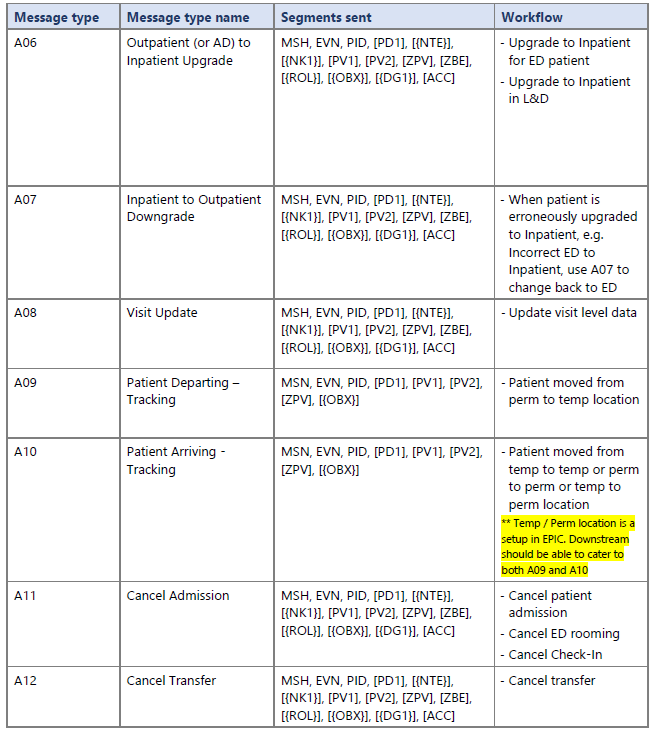 Message type
Message type name
Segments sent
Workflow
A06
Outpatient (or AD) to
Inpatient Upgrade
MSH, EVN, PID, [PD1], [{NTE}],
[{NK1}], [PV1], [PV2], [ZPV], [ZBE],
[{ROL}], [{OBX}], [{DG1}], [ACC]
- Upgrade to Inpatient
for ED patient
- Upgrade to Inpatient
in L&D
A07
Inpatient to Outpatient
Downgrade
MSH, EVN, PID, [PD1], [{NTE}],
[{NK1}], [PV1], [PV2], [ZPV], [ZBE],
[{ROL}], [{OBX}], [{DG1}], [ACC]
- When patient is
erroneously upgraded
to Inpatient, e.g.
Incorrect ED to
Inpatient, use A07 to
change back to ED
A08
Visit Update
MSH, EVN, PID, [PD1], [{NTE}],
[{NK1}], [PV1], [PV2], [ZPV], [ZBE],
[{ROL}], [{OBX}], [{DG1}], [ACC]
- Update visit level data
A09
Patient Departing –
Tracking
MSN, EVN, PID, [PD1], [PV1], [PV2],
[ZPV], [{OBX}]
- Patient moved from
perm to temp location
A10
Patient Arriving -
Tracking
MSN, EVN, PID, [PD1], [PV1], [PV2],
[ZPV], [{OBX}]
- Patient moved from
temp to temp or perm
to perm or temp to
perm location
** Temp / Perm location is a
setup in EPIC. Downstream
should be able to cater to
both A09 and A10
A11
Cancel Admission
MSH, EVN, PID, [PD1], [{NTE}],
[{NK1}], [PV1], [PV2], [ZPV], [ZBE],
[{ROL}], [{OBX}], [{DG1}], [ACC]
- Cancel patient
admission
- Cancel ED rooming
- Cancel Check-In
A12
Cancel Transfer
MSH, EVN, PID, [PD1], [{NTE}],
[{NK1}], [PV1], [PV2], [ZPV], [ZBE],
[{ROL}], [{OBX}], [{DG1}], [ACC]
- Cancel transfer